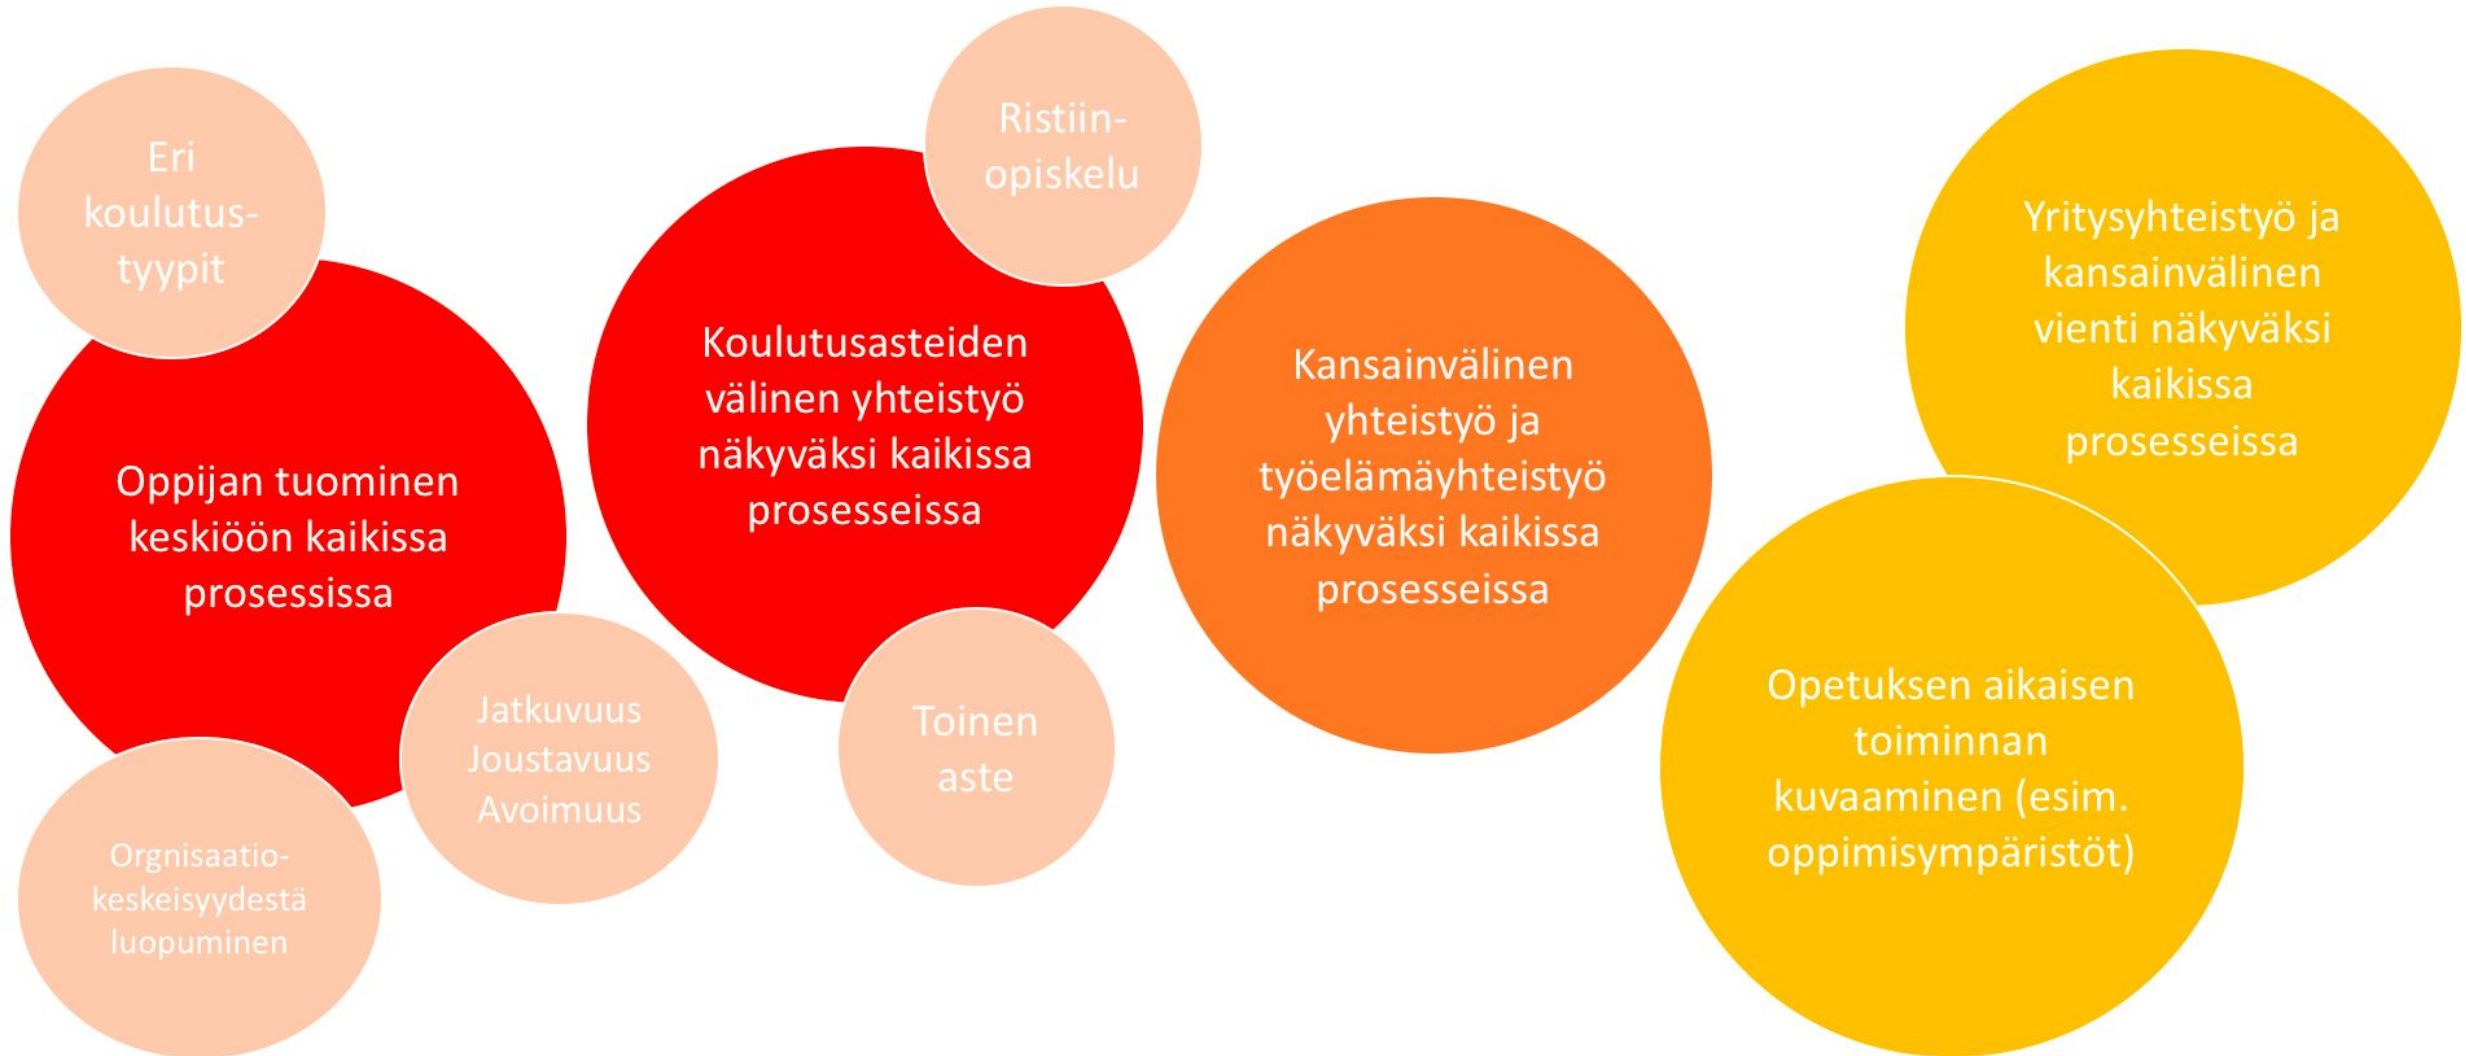 Eri
koulutus-
tyypit
Oppijan tuominen
keskiöön kaikissa
prosessissa
Orgnisaatio-
keskeisyydestä
luopuminen
Jatkuvuus
Joustavuus
Avoimuus
Ristiin-
opiskelu
Koulutusasteiden
välinen yhteistyö
näkyväksi kaikissa
prosesseissa
Toinen
aste
Kansainvälinen
yhteistyö ja
työelämäyhteistyö
näkyväksi kaikissa
prosesseissa
Yritysyhteistyö ja
kansainvälinen
vienti näkyväksi
kaikissa
prosesseissa
Opetuksen aikaisen
toiminnan
kuvaaminen (esim.
oppimisympäristöt)